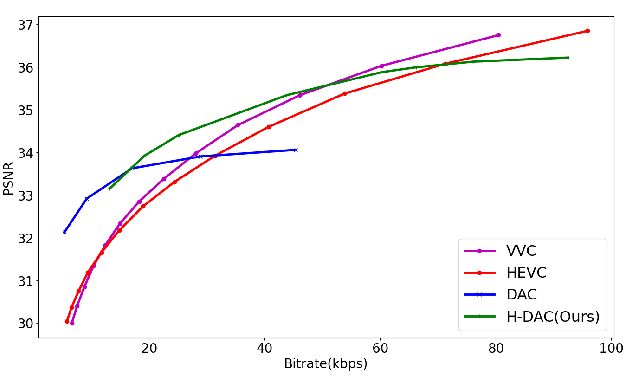 37
36
35
34
33
32
31
30
PSNR
20
40
60
80
100
Bitrate(kbps)
VVC
HEVC
DAC
H-DAC(Ours)